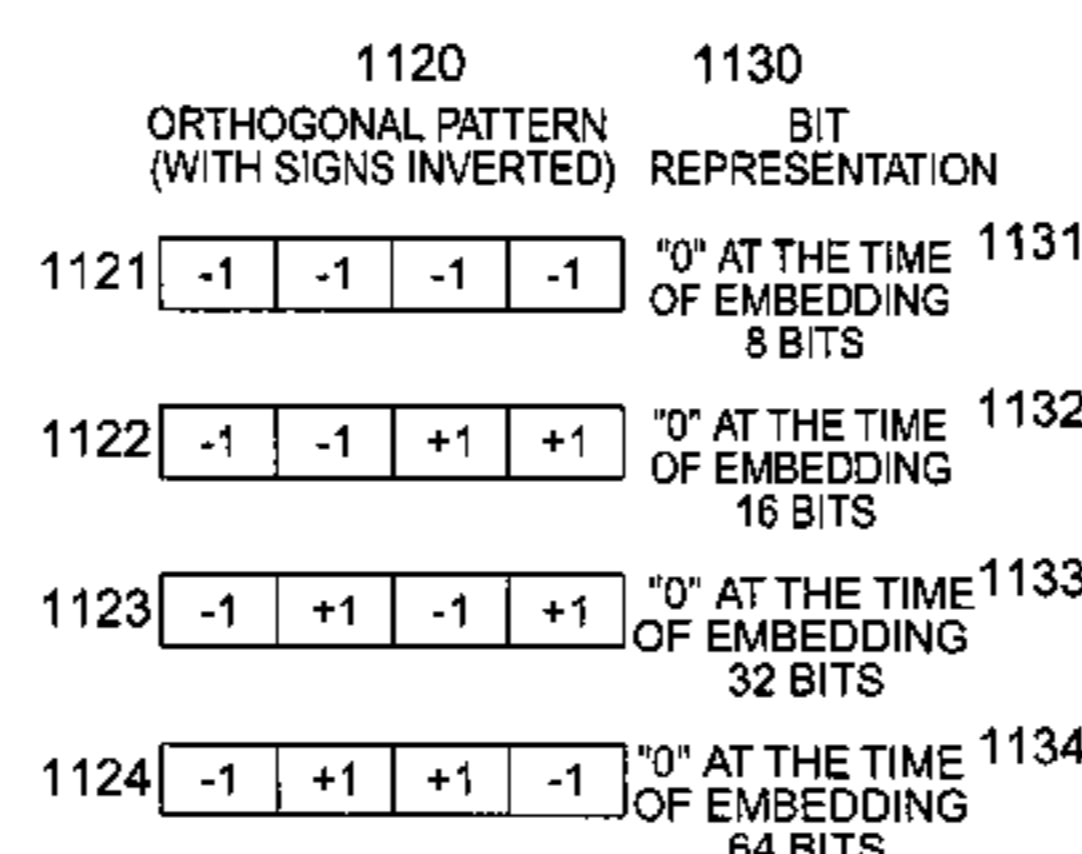 1120 1130
ORTHOGONAL PATTERN BIT
(WITH SIGNS INVERTED) REPRESENTATION
1121 -1 -1 -1 -1 "0" AT THE TIME 1131
OF EMBEDDING
8 BITS
1122 -1 -1 +1 +1 "0" AT THE TIME 1132
OF EMBEDDING
16 BITS
1123 -1 +1 -1 +1 "0" AT THE TIME 1133
OF EMBEDDING
32 BITS
1124 -1 +1 +1 -1 "0" AT THE TIME 1134
OF EMBEDDING
64 BITS